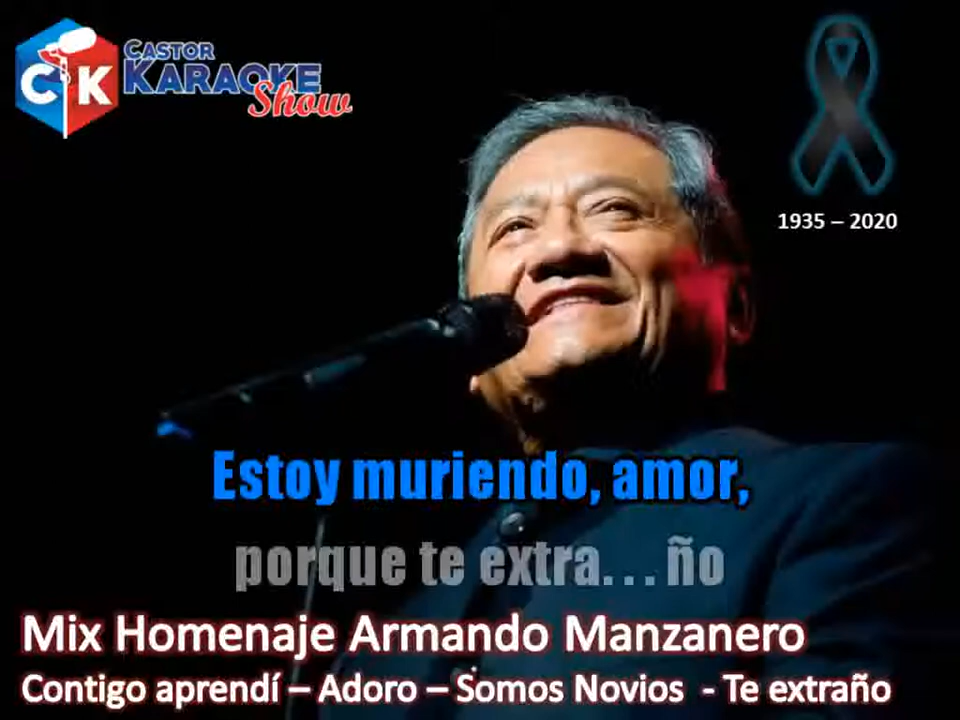 CK
CASTOR
KARAOKE
Show
1935 – 2020
Estoy muriendo, amor,
porque te extra. . . ño
Mix Homenaje Armando Manzanero
Contigo aprendí – Adoro – Somos Novios - Te extraño